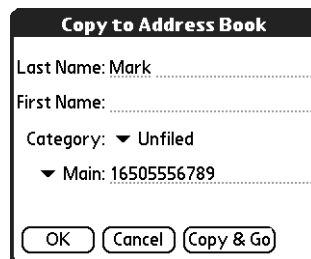 Copy to Address Book
Last Name: Mark
First Name:
Category: Unfiled
Main: 16505556789
OK Cancel Copy & Go